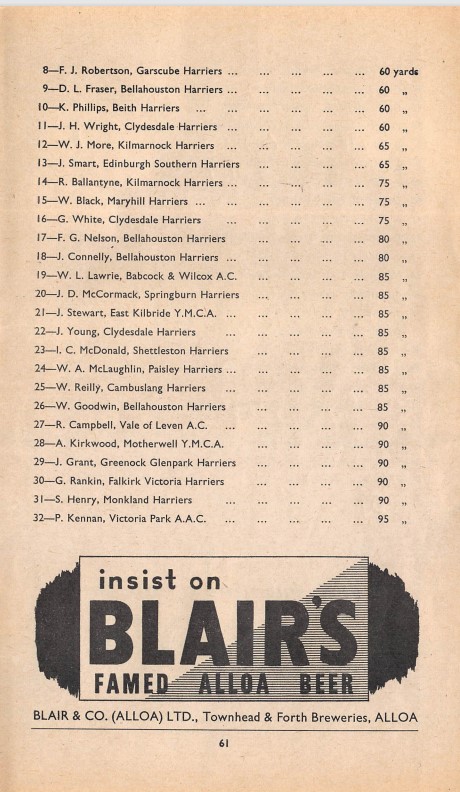 8—F. J. Robertson, Garscube Harriers ... ... ... ... ... 60 yards
9—D. L. Fraser, Bellahouston Harriers ... ... ... ... ... 60 „
10—K. Phillips, Beith Harriers ... ... ... ... ... 60 „
11—J. H. Wright, Clydesdale Harriers ... ... ... ... ... 60 „
12—W. J. More, Kilmarnock Harriers ... ... ... ... ... 65 „
13—J. Smart, Edinburgh Southern Harriers ... ... ... ... 65 „
14—R. Ballantyne, Kilmarnock Harriers ... ... ... ... ... 75 „
15—W. Black, Maryhill Harriers ... ... ... ... ... ... 75 „
16—G. White, Clydesdale Harriers ... ... ... ... ... 75 „
17—F. G. Nelson, Bellahouston Harriers ... ... ... ... 80 „
18—J. Connelly, Bellahouston Harriers ... ... ... ... ... 80 „
19—W. L. Lawrie, Babcock & Wilcox A.C. ... ... ... ... 85 „
20—J. D. McCormack, Springburn Harriers ... ... ... ... 85 „
21—J. Stewart, East Kilbride Y.M.C.A. ... ... ... ... ... 85 „
22—J. Young, Clydesdale Harriers ... ... ... ... ... 85 „
23—I. C. McDonald, Shettleston Harriers ... ... ... ... 85 „
24—W. A. McLaughlin, Paisley Harriers ... ... ... ... ... 85 „
25—W. Reilly, Cambuslang Harriers ... ... ... ... ... 85 „
26—W. Goodwin, Bellahouston Harriers ... ... ... ... 85 „
27—R. Campbell, Vale of Leven A.C. ... ... ... ... ... 90 „
28—A. Kirkwood, Motherwell Y.M.C.A. ... ... ... ... 90 „
29—J. Grant, Greenock Glenpark Harriers ... ... ... ... 90 „
30—G. Rankin, Falkirk Victoria Harriers ... ... ... ... 90 „
31—S. Henry, Monkland Harriers ... ... ... ... ... 90 „
32—P. Kennan, Victoria Park A.A.C. ... ... ... ... ... 95 „
insist on
BLAIR'S
FAMED ALLOA BEER
BLAIR & CO. (ALLOA) LTD., Townhead & Forth Breweries, ALLOA
61